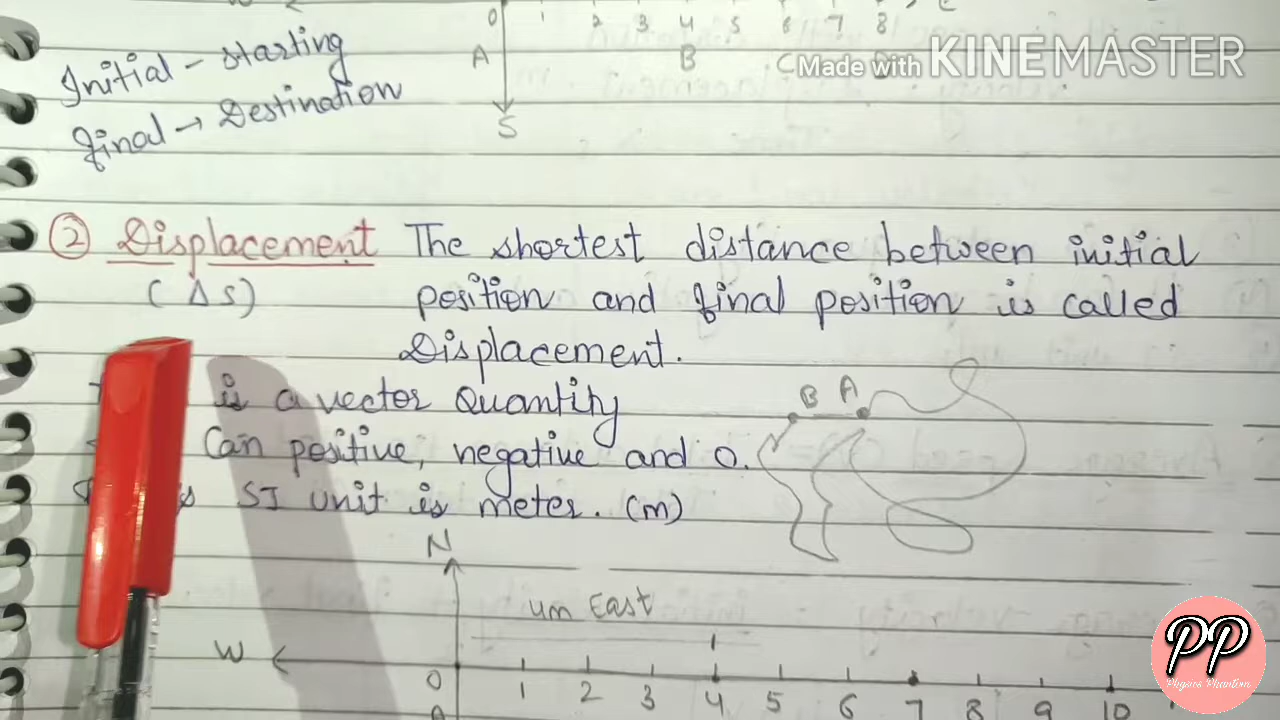 0 1 2 3 4 5 6 7 8
A B C
S
Made with KINEMASTER
Initial - starting
final → Destination
② Displacement The shortest distance between initial
(Δs) position and final position is called
Displacement.
is a vector Quantity
B A
Can positive, negative and 0.
SI unit is meter. (m)
N
4m East
W
0 1 2 3 4 5 6 7 8 9 10
A
PP
Physics Phantom